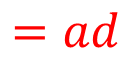 = ad